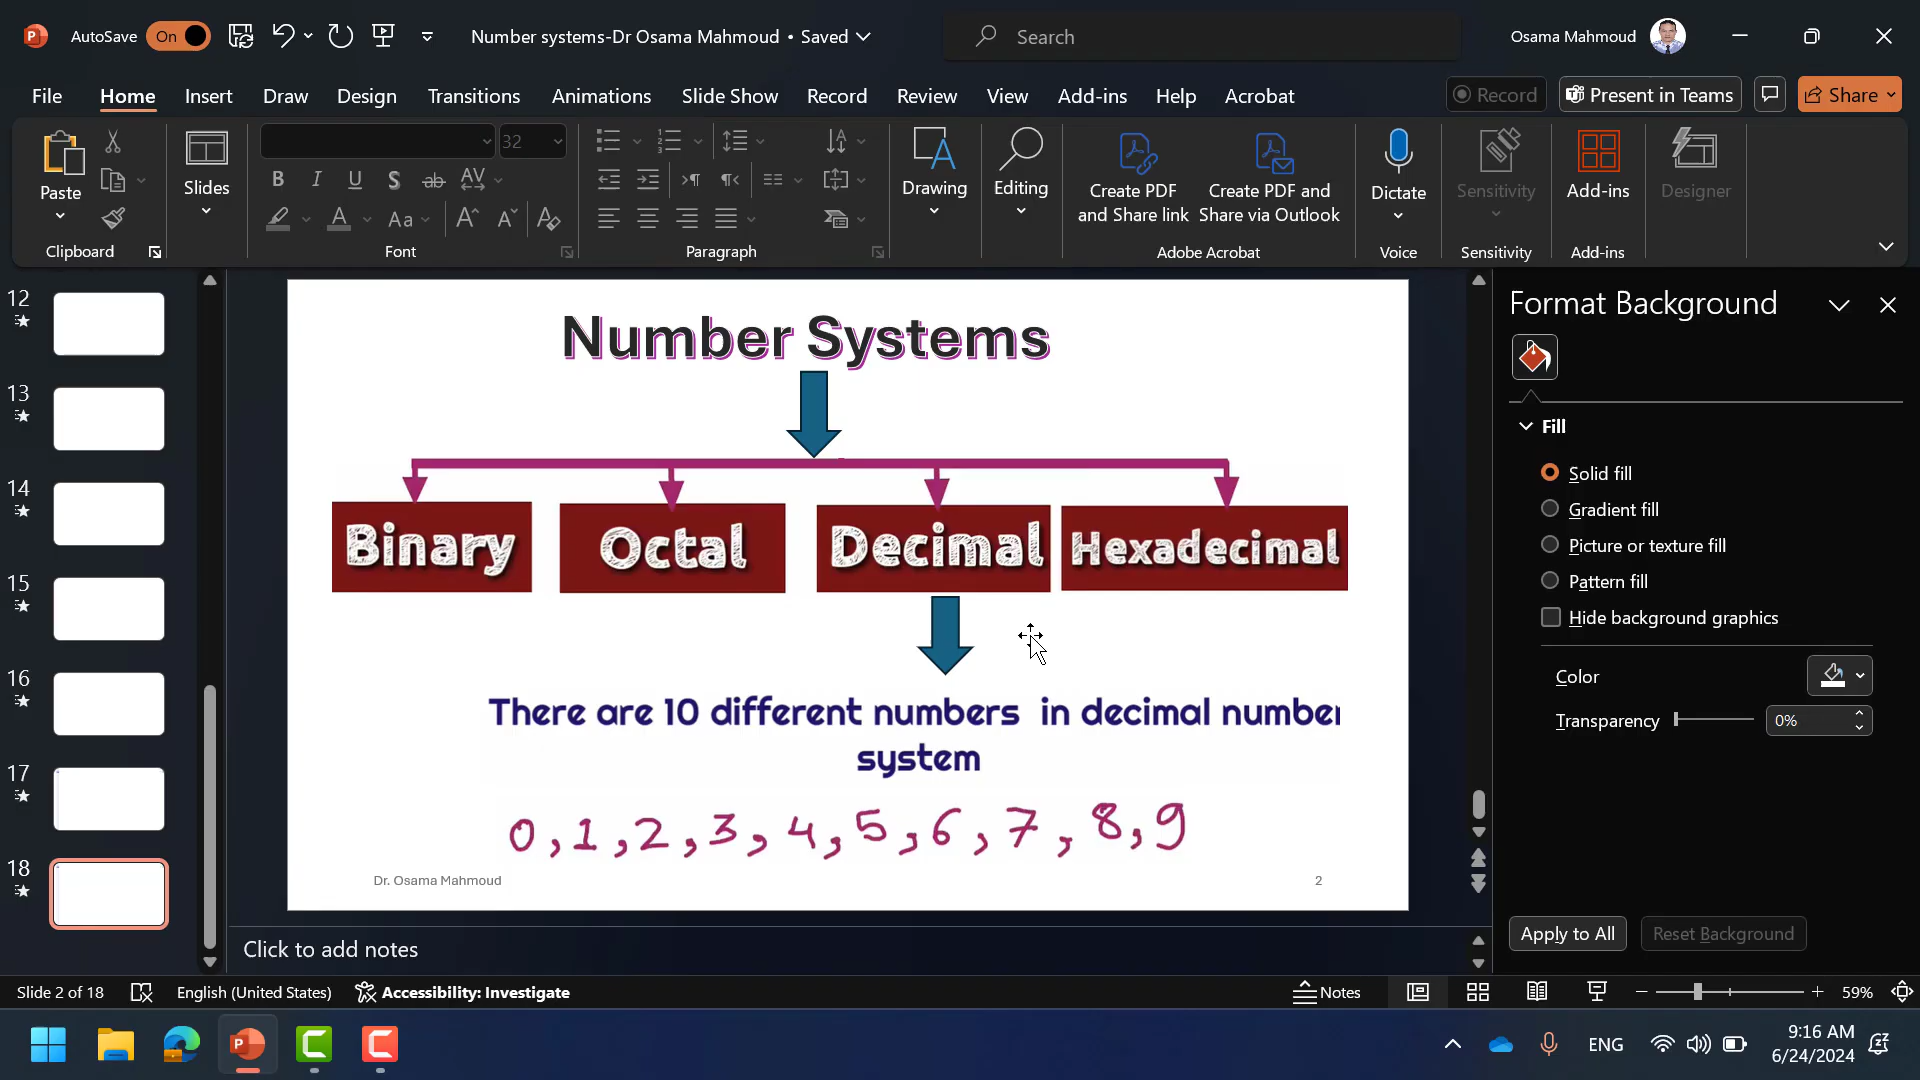 AutoSave On Number systems-Dr Osama Mahmoud • Saved Search Osama Mahmoud
File Home Insert Draw Design Transitions Animations Slide Show Record Review View Add-ins Help Acrobat Record Present in Teams Share
Paste Slides 32 Drawing Editing Create PDF and Share link Create PDF and Share via Outlook Dictate Sensitivity Add-ins Designer
Clipboard Font Paragraph Adobe Acrobat Voice Sensitivity Add-ins
12
13
14
15
16
17
18
Number Systems
Binary Octal Decimal Hexadecimal
There are 10 different numbers in decimal number
system
0,1,2,3,4,5,6,7,8,9
Dr. Osama Mahmoud 2
Click to add notes
Format Background
Fill
Solid fill
Gradient fill
Picture or texture fill
Pattern fill
Hide background graphics
Color
Transparency 0%
Apply to All Reset Background
Slide 2 of 18 English (United States) Accessibility: Investigate Notes 59%
ENG 9:16 AM
6/24/2024